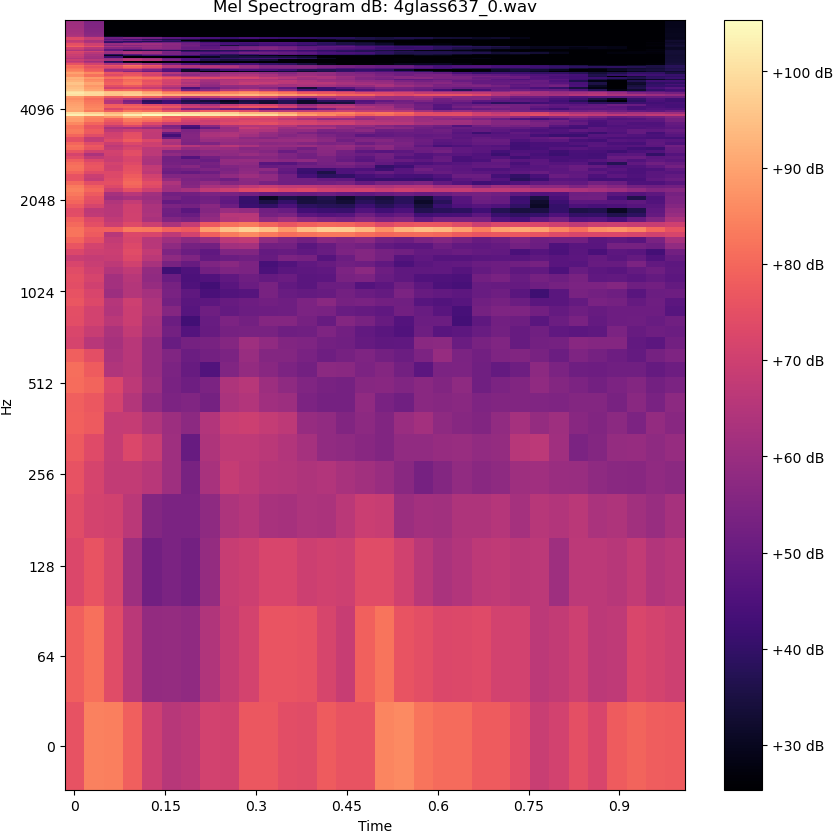 Mel Spectrogram dB: 4glass637_0.wav
+100 dB
4096
+90 dB
2048
+80 dB
1024
+70 dB
512
Hz
+60 dB
256
+50 dB
128
+40 dB
64
+30 dB
0
0 0.15 0.3 0.45 0.6 0.75 0.9
Time